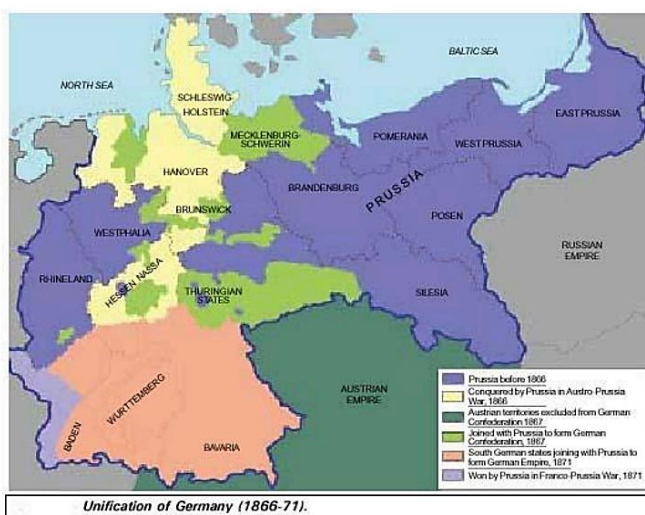 BALTIC SEA
NORTH SEA
SCHLESWIG-
HOLSTEIN
EAST PRUSSIA
MECKLENBURG-
SCHWERIN
POMERANIA
WEST PRUSSIA
HANOVER
BRANDENBURG
PRUSSIA
BRUNSWICK
POSEN
WESTPHALIA
RUSSIAN
EMPIRE
RHINELAND
HESSEN NASSA
THURINGIAN
STATES
SILESIA
AUSTRIAN
EMPIRE
WURTTEMBERG
BADEN
BAVARIA
Prussia before 1866
Conquered by Prussia in Austro-Prussia
War, 1866
Austrian territories excluded from German
Confederation 1867
Joined with Prussia to form German
Confederation, 1867
South German states joining with Prussia to
form German Empire, 1871
Won by Prussia in Franco-Prussia War, 1871
Unification of Germany (1866-71).